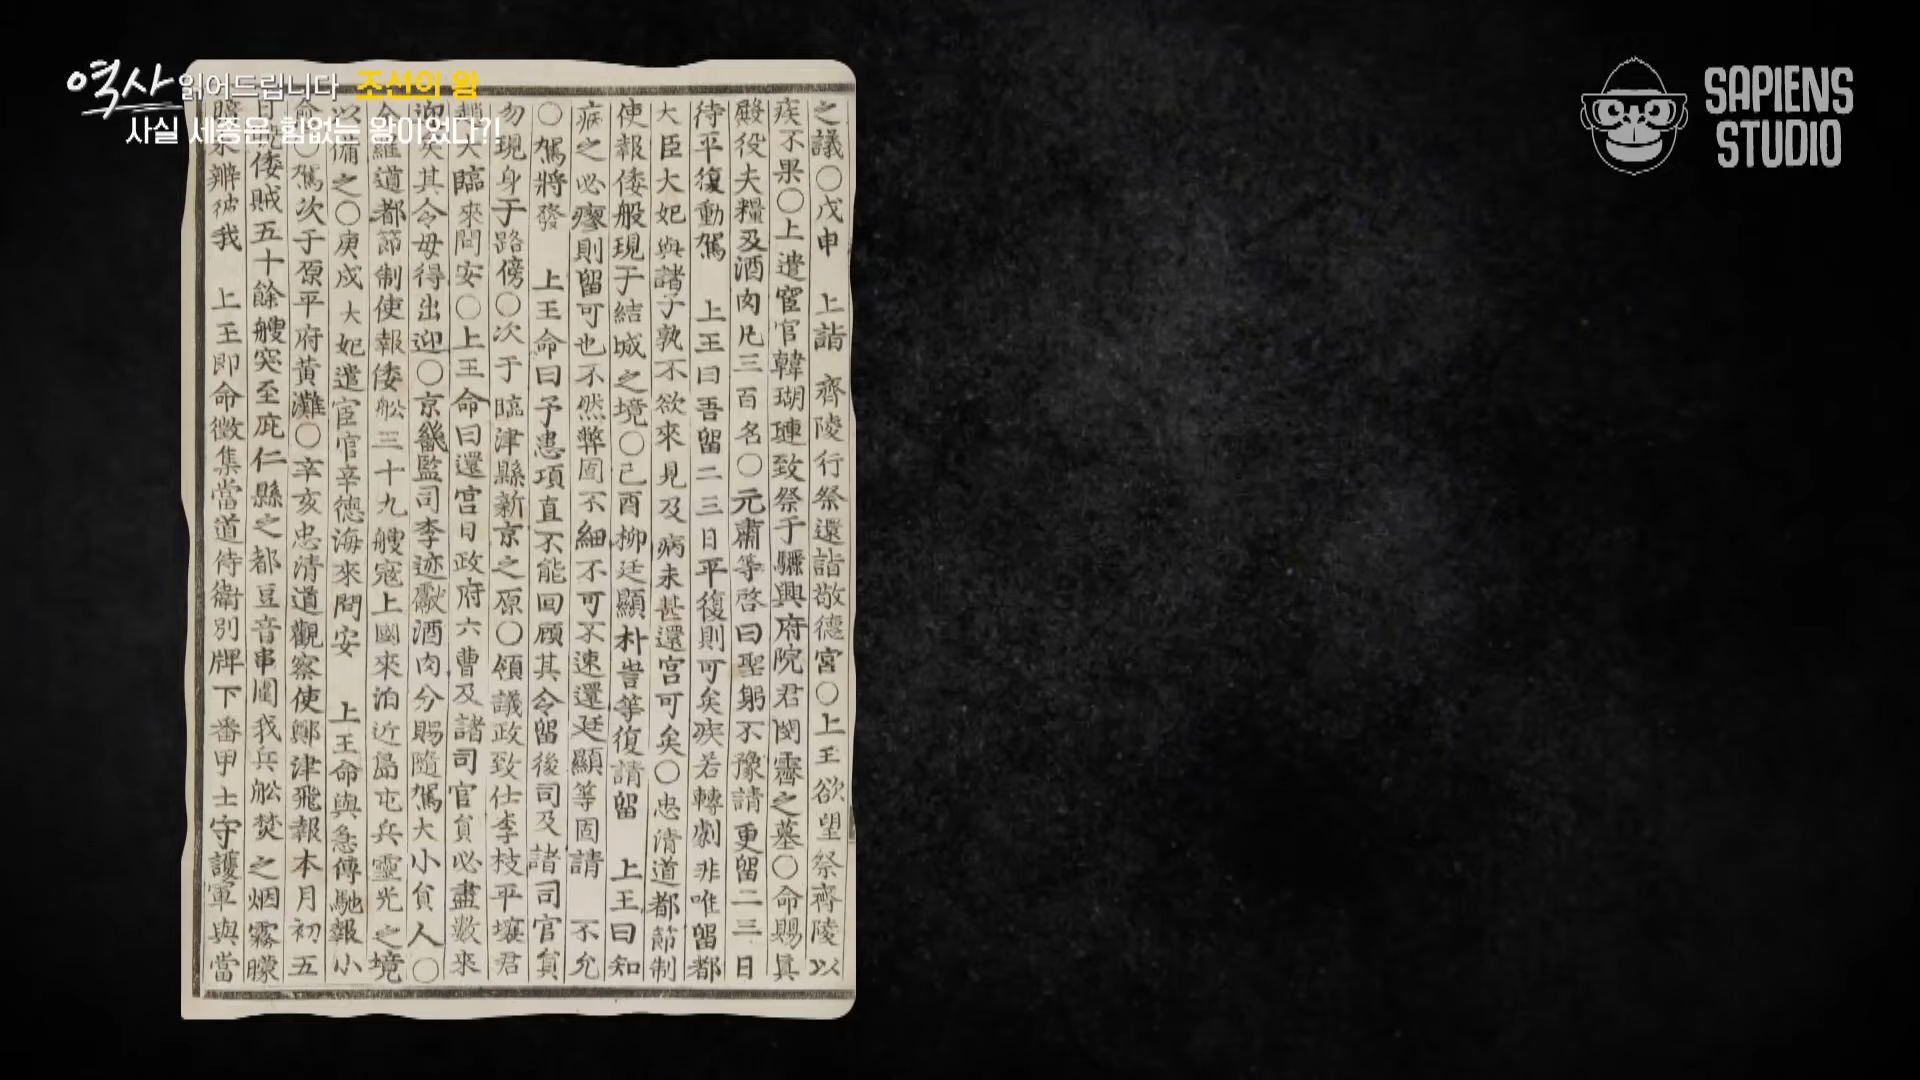 역사 읽어드립니다 조선의 왕
사실 세종은 힘없는 왕이었다?!
SAPIENS
STUDIO
之議○戊申 上詣 齊陵行祭還詣敬德宮○上王欲望祭齊陵以
疾不果○上遣宦官韓瑚璉致祭于驪興府院君閔霽之墓○命賜眞
殿役夫糧及酒肉凡三百名○元肅等啓曰聖躬不豫請更留二三日
待平復動駕 上王曰吾留二三日平復則可矣疾若轉劇非唯留都
大臣大妃與諸子孰不欲來見及病未甚還宮可矣○忠淸道都節制
使報倭船現于結城之境○己酉柳廷顯朴訔等復請留 上王曰知
病之必瘳則留可也不然弊固不細不可不速還廷顯等固請 不允
○駕將發 上王命曰予患項直不能回顧其令留後司及諸司官員
勿現身于路傍○次于臨津縣新京之原○領議政致仕李枝平壤君
趙大臨來問安○上王命曰還宮日政府六曹及諸司官員必盡數來
迎矣其令毋得出迎○京畿監司李迹獻酒肉分賜隨駕大小員人○
全羅道都節制使報倭船三十九艘寇上國來泊近島屯兵靈光之境
以備之○庚戌大妃遣宦官辛德海來問安 上王命與急傳馳報小
命○駕次于原平府黃灘○辛亥忠淸道觀察使鄭津飛報本月初五
日倭賊五十餘艘突至庇仁縣之都豆音串圍我兵船焚之烟霧朦
朧未辨彼我 上王卽命徵集當道侍衛別牌下番甲士守護軍與當